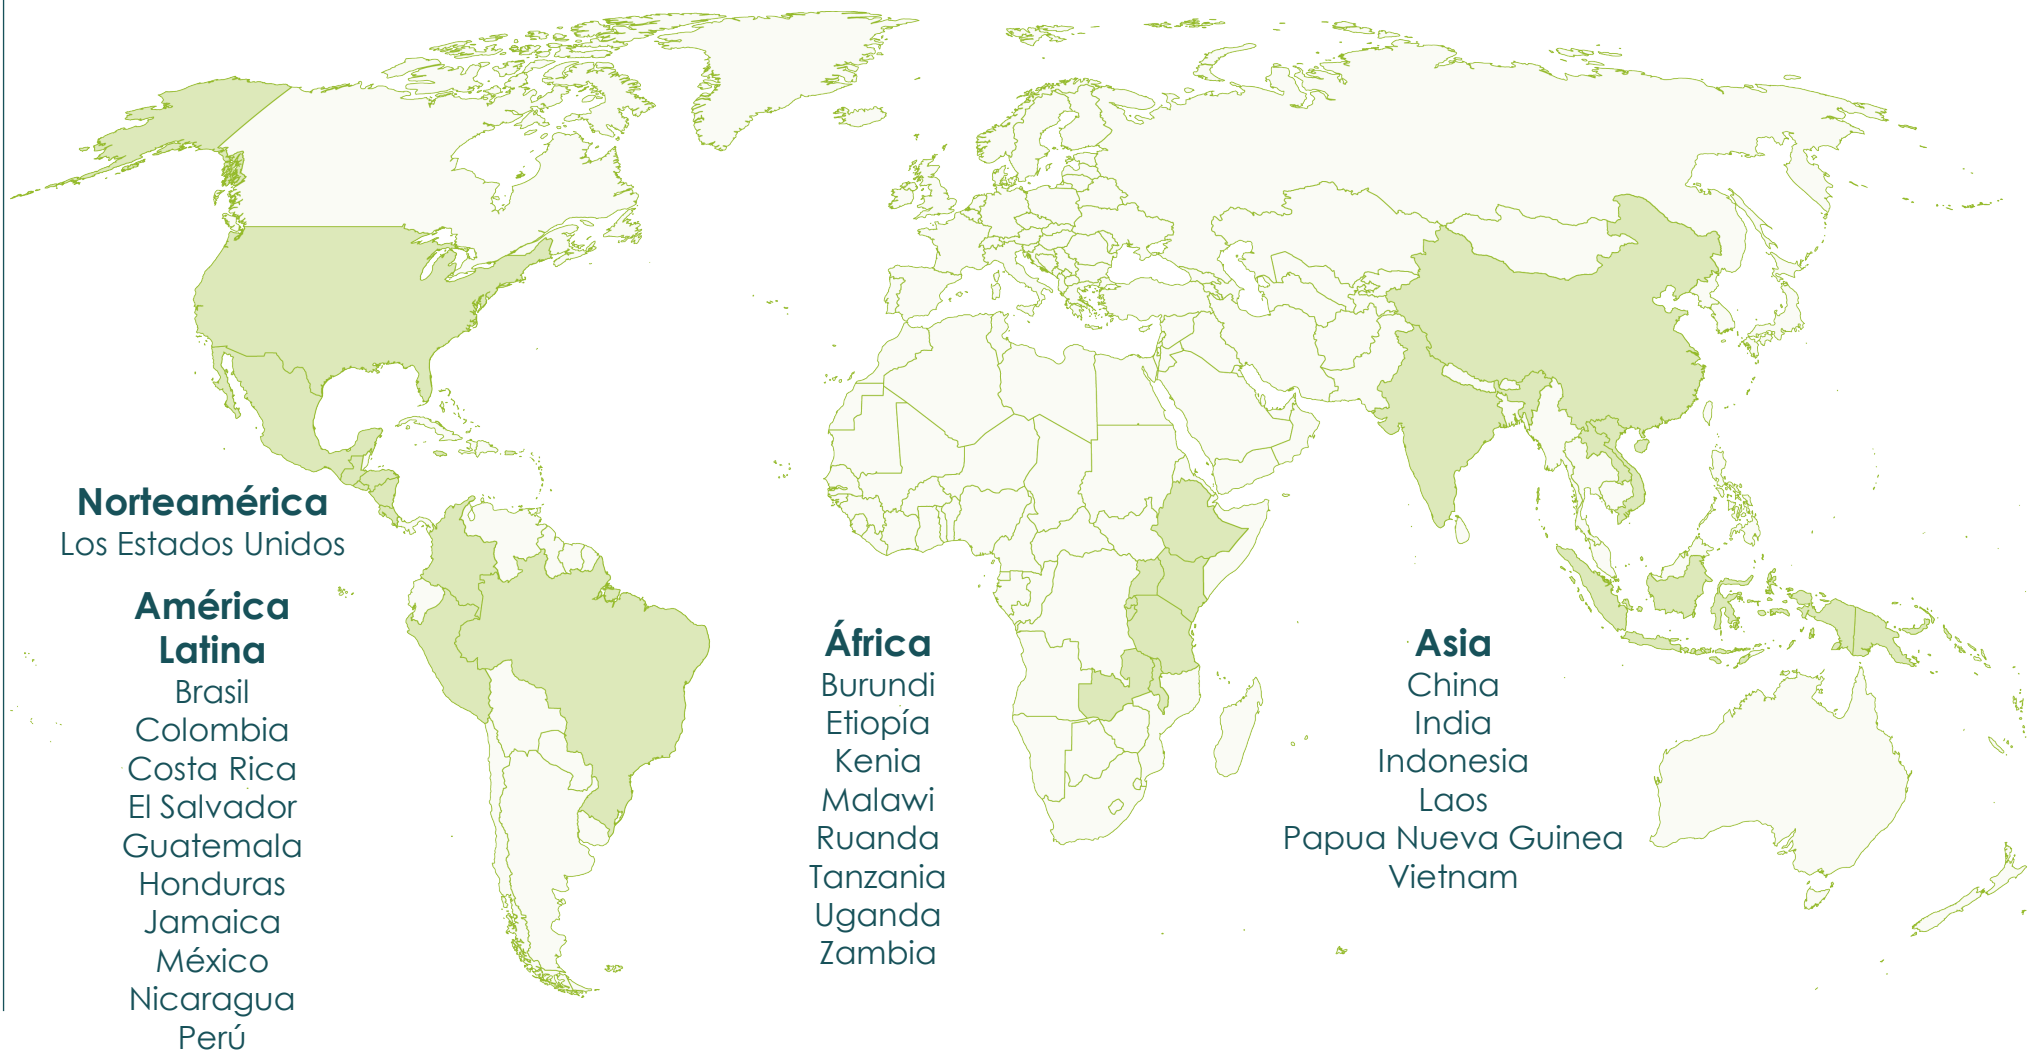 Norteamérica
Los Estados Unidos
América
Latina
Brasil
Colombia
Costa Rica
El Salvador
Guatemala
Honduras
Jamaica
México
Nicaragua
Perú
África
Burundi
Etiopía
Kenia
Malawi
Ruanda
Tanzania
Uganda
Zambia
Asia
China
India
Indonesia
Laos
Papua Nueva Guinea
Vietnam